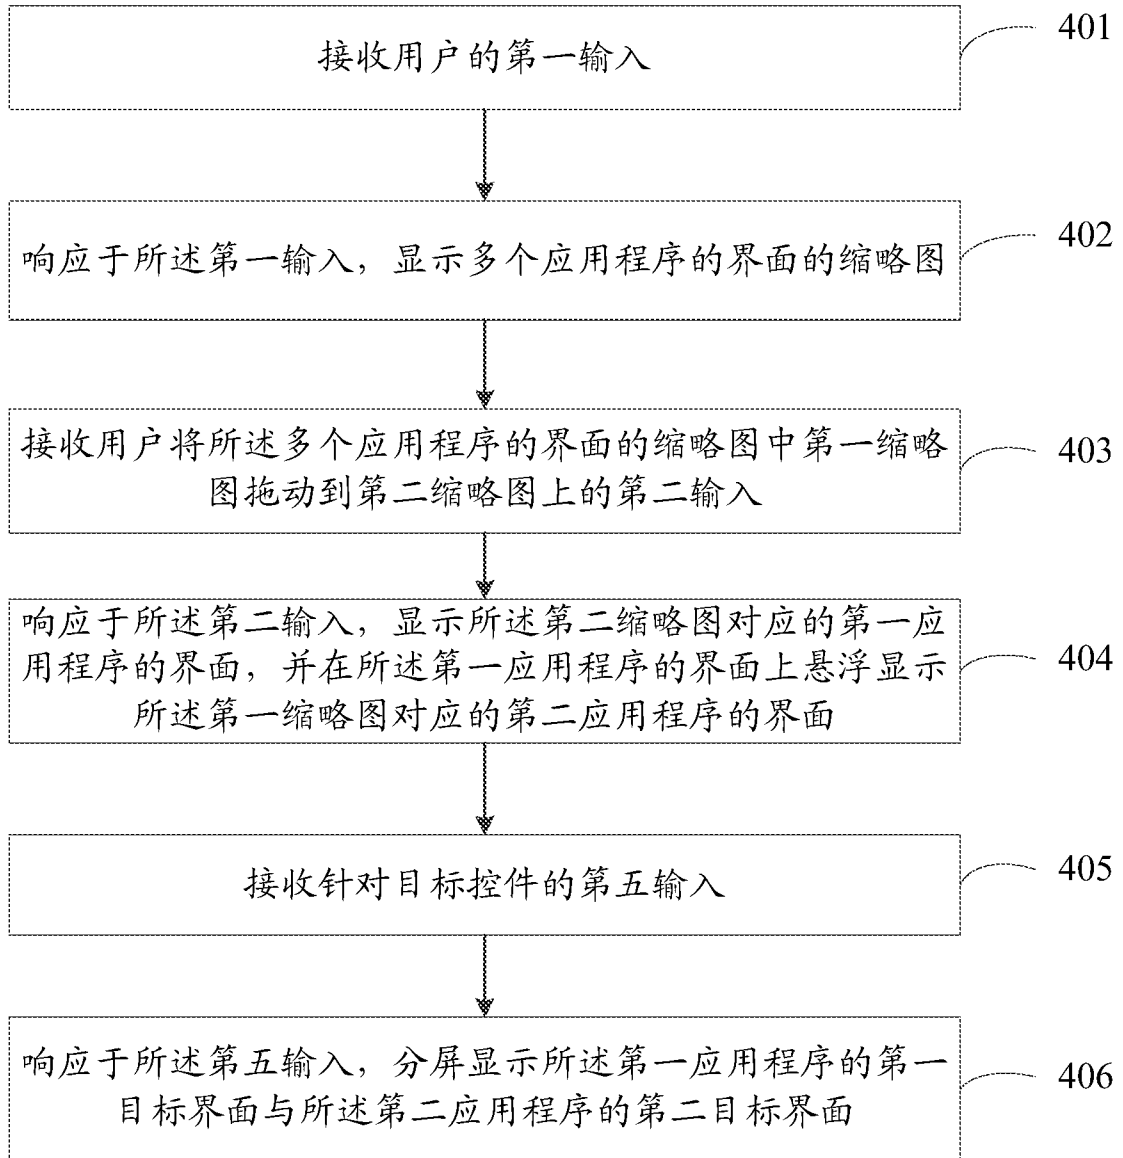 接收用户的第一输入
401
响应于所述第一输入，显示多个应用程序的界面的缩略图
402
接收用户将所述多个应用程序的界面的缩略图中第一缩略
图拖动到第二缩略图上的第二输入
403
响应于所述第二输入，显示所述第二缩略图对应的第一应
用程序的界面，并在所述第一应用程序的界面上悬浮显示
所述第一缩略图对应的第二应用程序的界面
404
接收针对目标控件的第五输入
405
响应于所述第五输入，分屏显示所述第一应用程序的第一
目标界面与所述第二应用程序的第二目标界面
406